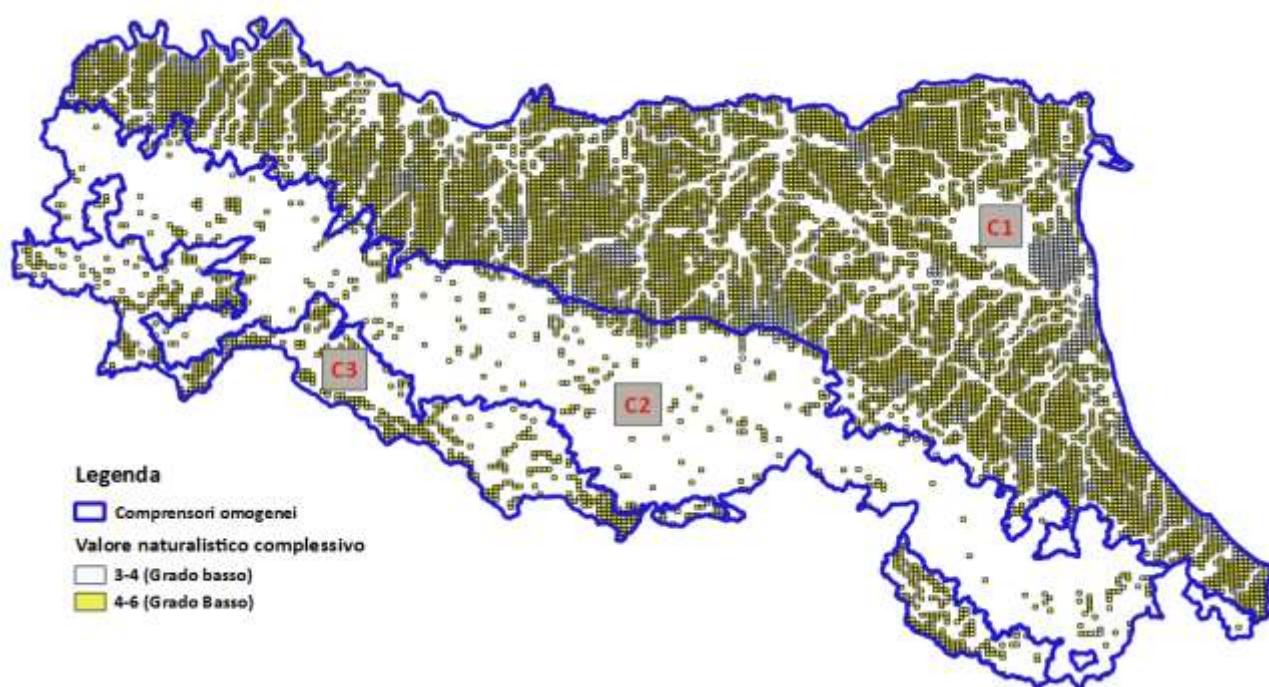 C1
C3
C2
Legenda
Comprensori omogenei
Valore naturalistico complessivo
3-4 (Grado basso)
4-6 (Grado Basso)